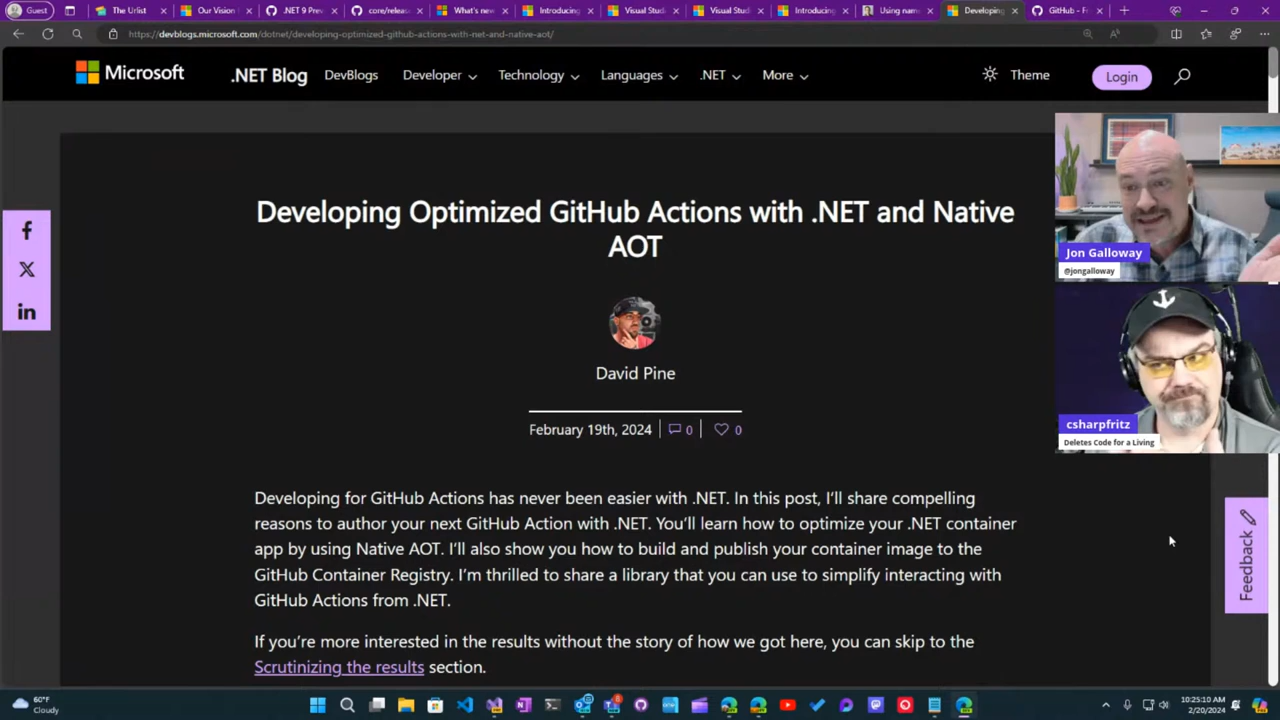 Guest
The Urlist
Our Vision
.NET 9 Prev
core/relea
What's new
Introducing
Visual Studi
Visual Studi
Introducing
Using nam
Developing
GitHub - F
https://devblogs.microsoft.com/dotnet/developing-optimized-github-actions-with-net-and-native-aot/
Microsoft
.NET Blog
DevBlogs
Developer
Technology
Languages
.NET
More
Theme
Login
Developing Optimized GitHub Actions with .NET and Native
AOT
David Pine
February 19th, 2024
0
0
Developing for GitHub Actions has never been easier with .NET. In this post, I'll share compelling
reasons to author your next GitHub Action with .NET. You'll learn how to optimize your .NET container
app by using Native AOT. I'll also show you how to build and publish your container image to the
GitHub Container Registry. I'm thrilled to share a library that you can use to simplify interacting with
GitHub Actions from .NET.
If you're more interested in the results without the story of how we got here, you can skip to the
Scrutinizing the results section.
Jon Galloway
@jongalloway
csharpfritz
Deletes Code for a Living
Feedback
60°F
Cloudy
10:25:10 AM
2/20/2024